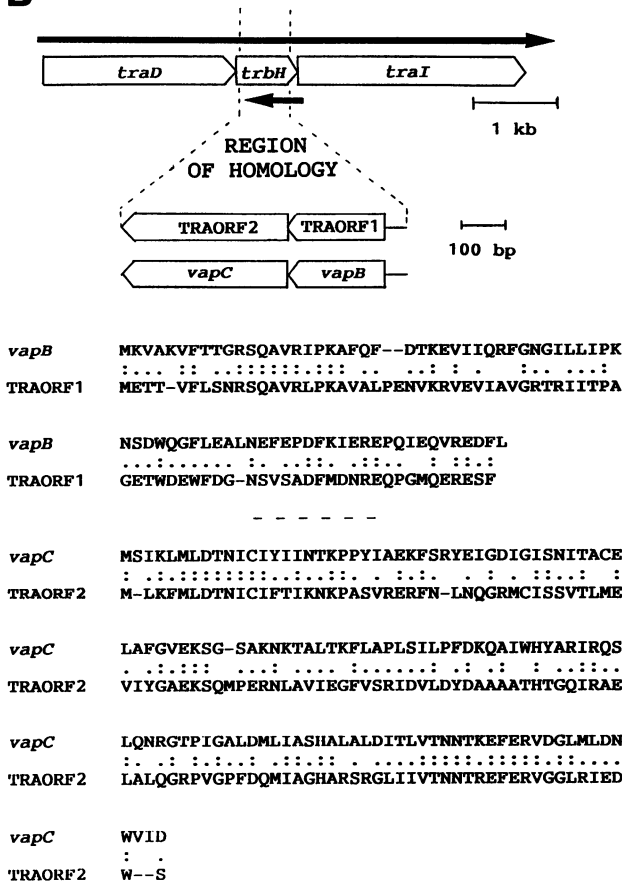 traD trbH traI
1 kb
REGION
OF HOMOLOGY
TRAORF2 TRAORF1
100 bp
vapC vapB
vapB MKVAKVFTTGRSQAVRIPKAFQF--DTKEVIIQRFGNGILLIPK
TRAORF1 METT-VFLSNRSQAVRLPKAVALPENVKRVEVIAVGRTRIITPA
vapB NSDWQGFLEALNEFEPDFKIEREPQIEQVREDFL
TRAORF1 GETWDEWFDG-NSVSADFMDNREQPGMQERESF
vapC MSIKLMLDTNICIYIINTKPPYIAEKFSRYEIGDIGISNITACE
TRAORF2 M-LKFMLDTNICIFTIKNKPASVRERFN-LNQGRMCISSVTLME
vapC LAFGVEKSG-SAKNKTALTKFLAPLSILPFDKQAIWHYARIRQS
TRAORF2 VIYGAEKSQMPERNLAVIEGFVSRIDVLDYDAAAATHTGQIRAE
vapC LQNRGTPIGALDMLIASHALALDITLVTNNTKEFERVDGLMLDN
TRAORF2 LALQGRPVGPFDQMIAGHARSRGLIIVTNNTREFERVGGLRIED
vapC WVID
TRAORF2 W--S